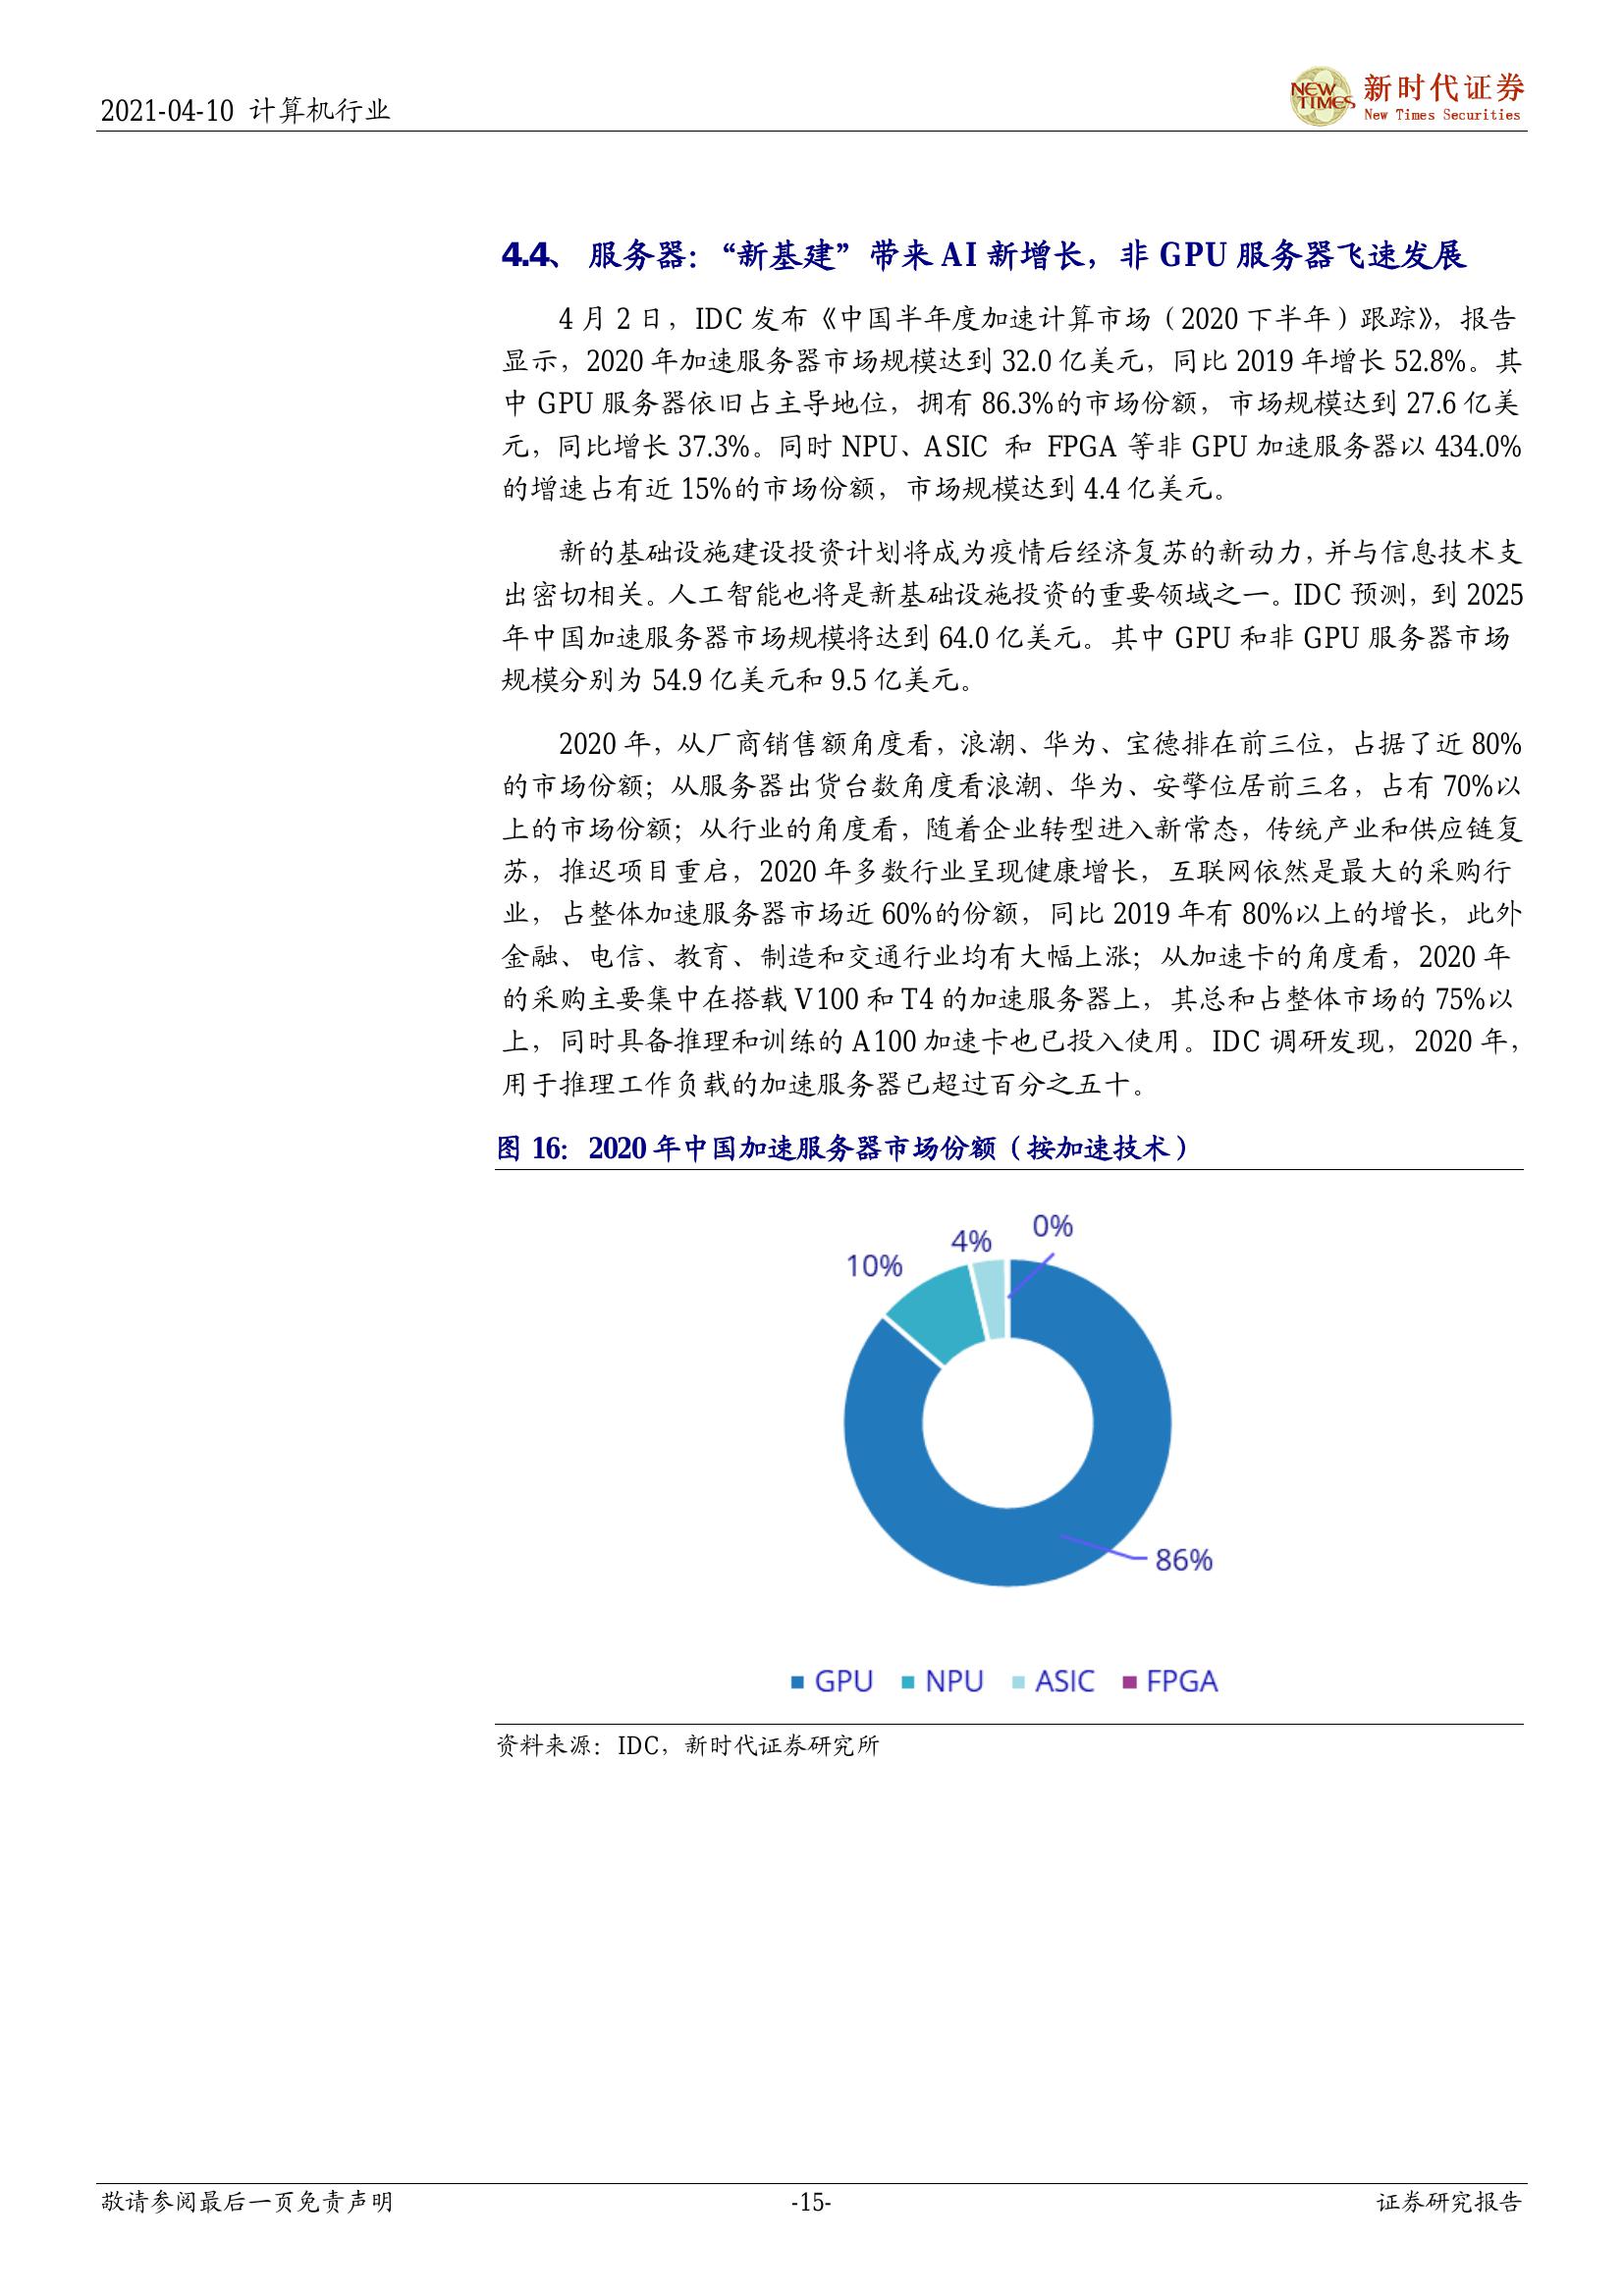 2021-04-10 计算机行业
NEW TIMES
新时代证券
New Times Securities
4.4、 服务器：“新基建”带来 AI 新增长，非 GPU 服务器飞速发展
4 月 2 日，IDC 发布《中国半年度加速计算市场（2020 下半年）跟踪》，报告
显示，2020 年加速服务器市场规模达到 32.0 亿美元，同比 2019 年增长 52.8%。其
中 GPU 服务器依旧占主导地位，拥有 86.3%的市场份额，市场规模达到 27.6 亿美
元，同比增长 37.3%。同时 NPU、ASIC 和 FPGA 等非 GPU 加速服务器以 434.0%
的增速占有近 15%的市场份额，市场规模达到 4.4 亿美元。
新的基础设施建设投资计划将成为疫情后经济复苏的新动力，并与信息技术支
出密切相关。人工智能也将是新基础设施投资的重要领域之一。IDC 预测，到 2025
年中国加速服务器市场规模将达到 64.0 亿美元。其中 GPU 和非 GPU 服务器市场
规模分别为 54.9 亿美元和 9.5 亿美元。
2020 年，从厂商销售额角度看，浪潮、华为、宝德排在前三位，占据了近 80%
的市场份额；从服务器出货台数角度看浪潮、华为、安擎位居前三名，占有 70%以
上的市场份额；从行业的角度看，随着企业转型进入新常态，传统产业和供应链复
苏，推迟项目重启，2020 年多数行业呈现健康增长，互联网依然是最大的采购行
业，占整体加速服务器市场近 60%的份额，同比 2019 年有 80%以上的增长，此外
金融、电信、教育、制造和交通行业均有大幅上涨；从加速卡的角度看，2020 年
的采购主要集中在搭载 V100 和 T4 的加速服务器上，其总和占整体市场的 75%以
上，同时具备推理和训练的 A100 加速卡也已投入使用。IDC 调研发现，2020 年，
用于推理工作负载的加速服务器已超过百分之五十。
图 16： 2020 年中国加速服务器市场份额（按加速技术）
0%
4%
10%
86%
GPU NPU ASIC FPGA
资料来源：IDC，新时代证券研究所
敬请参阅最后一页免责声明 -15- 证券研究报告